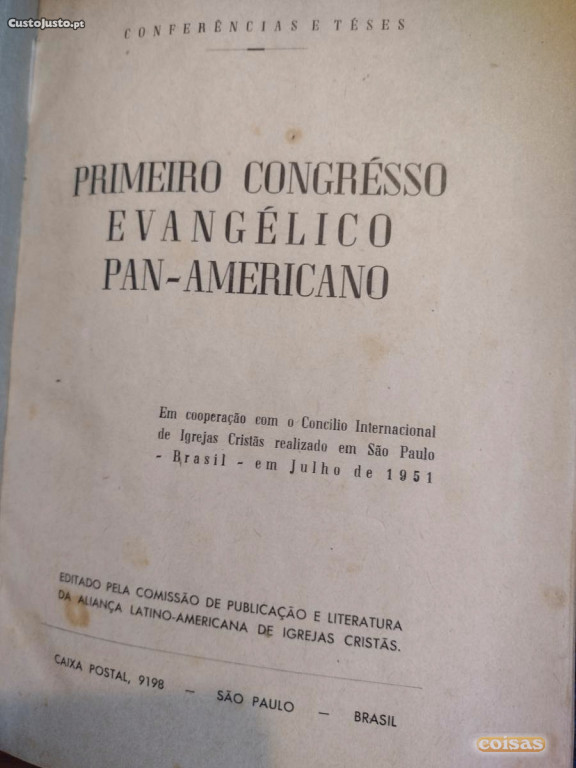 CustoJusto.pt
CONFERÊNCIAS E TÉSES
PRIMEIRO CONGRÉSSO
EVANGÉLICO
PAN-AMERICANO
Em cooperação com o Concilio Internacional
de Igrejas Cristãs realizado em São Paulo
- Brasil - em Julho de 1951
EDITADO PELA COMISSÃO DE PUBLICAÇÃO E LITERATURA
DA ALIANÇA LATINO-AMERICANA DE IGREJAS CRISTÃS.
CAIXA POSTAL, 9198 — SÃO PAULO — BRASIL
coisas